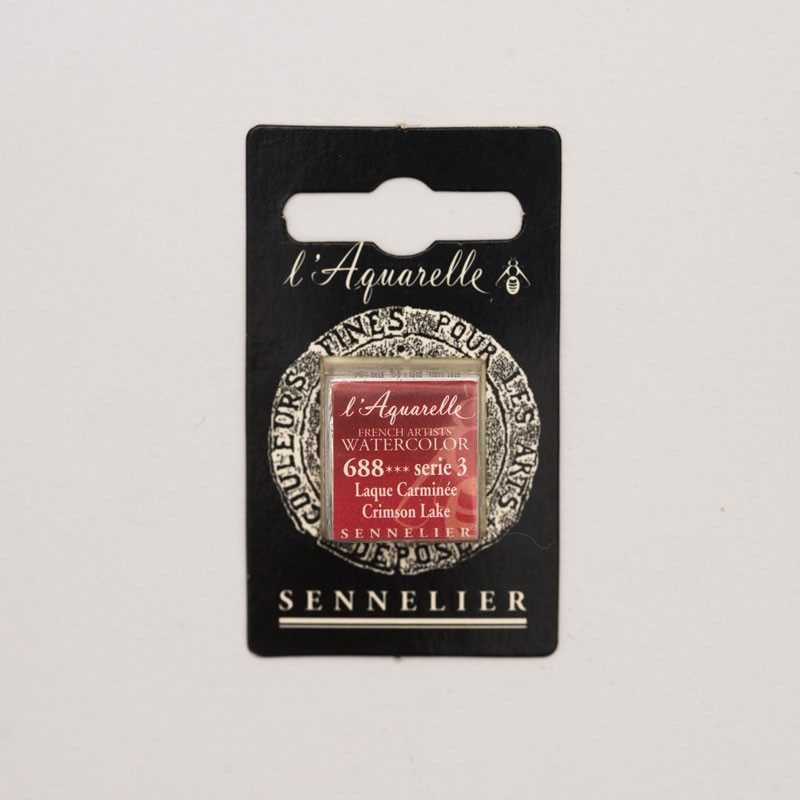 l'Aquarelle
COULEURS FINES POUR LES ARTS
DEPOSE
l'Aquarelle
FRENCH ARTISTS'
WATERCOLOR
688*** serie 3
Laque Carminée
Crimson Lake
SENNELIER
SENNELIER